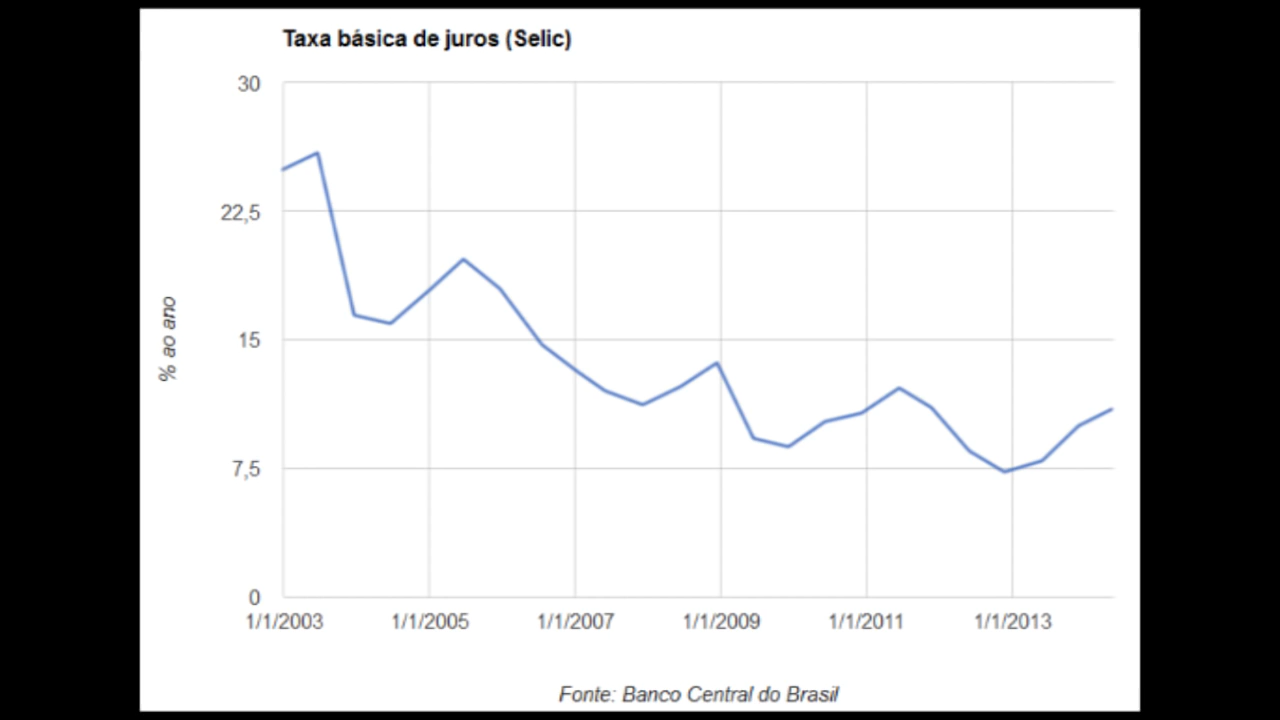 Taxa básica de juros (Selic)
30
22,5
15
7,5
0
% ao ano
1/1/2003 1/1/2005 1/1/2007 1/1/2009 1/1/2011 1/1/2013
Fonte: Banco Central do Brasil